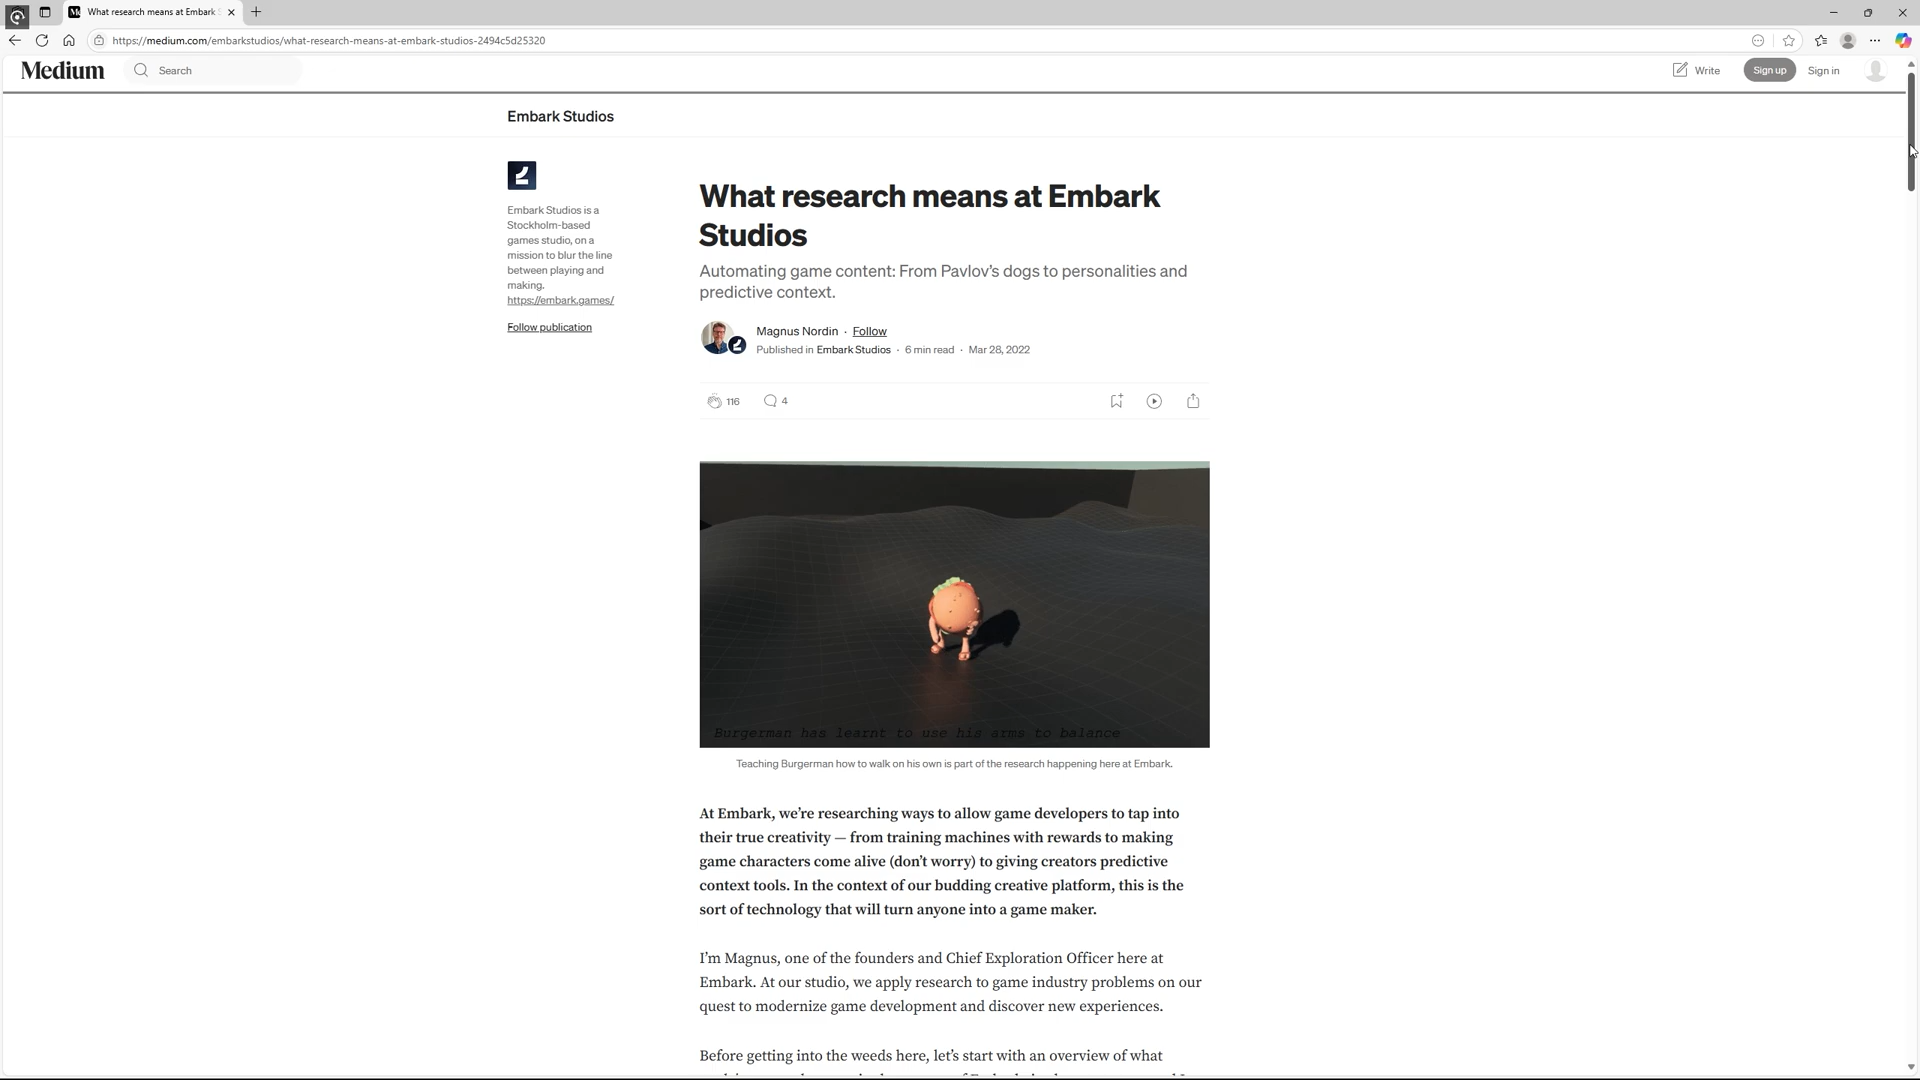 What research means at Embark S
https://medium.com/embarkstudios/what-research-means-at-embark-studios-2494c5d25320
Medium
Search
Write
Sign up
Sign in
Embark Studios
Embark Studios is a
Stockholm-based
games studio, on a
mission to blur the line
between playing and
making.
https://embark.games/
Follow publication
What research means at Embark
Studios
Automating game content: From Pavlov’s dogs to personalities and
predictive context.
Magnus Nordin · Follow
Published in Embark Studios · 6 min read · Mar 28, 2022
116
4
Burgerman has learnt to use his arms to balance
Teaching Burgerman how to walk on his own is part of the research happening here at Embark.
At Embark, we’re researching ways to allow game developers to tap into
their true creativity — from training machines with rewards to making
game characters come alive (don’t worry) to giving creators predictive
context tools. In the context of our budding creative platform, this is the
sort of technology that will turn anyone into a game maker.
I’m Magnus, one of the founders and Chief Exploration Officer here at
Embark. At our studio, we apply research to game industry problems on our
quest to modernize game development and discover new experiences.
Before getting into the weeds here, let’s start with an overview of what